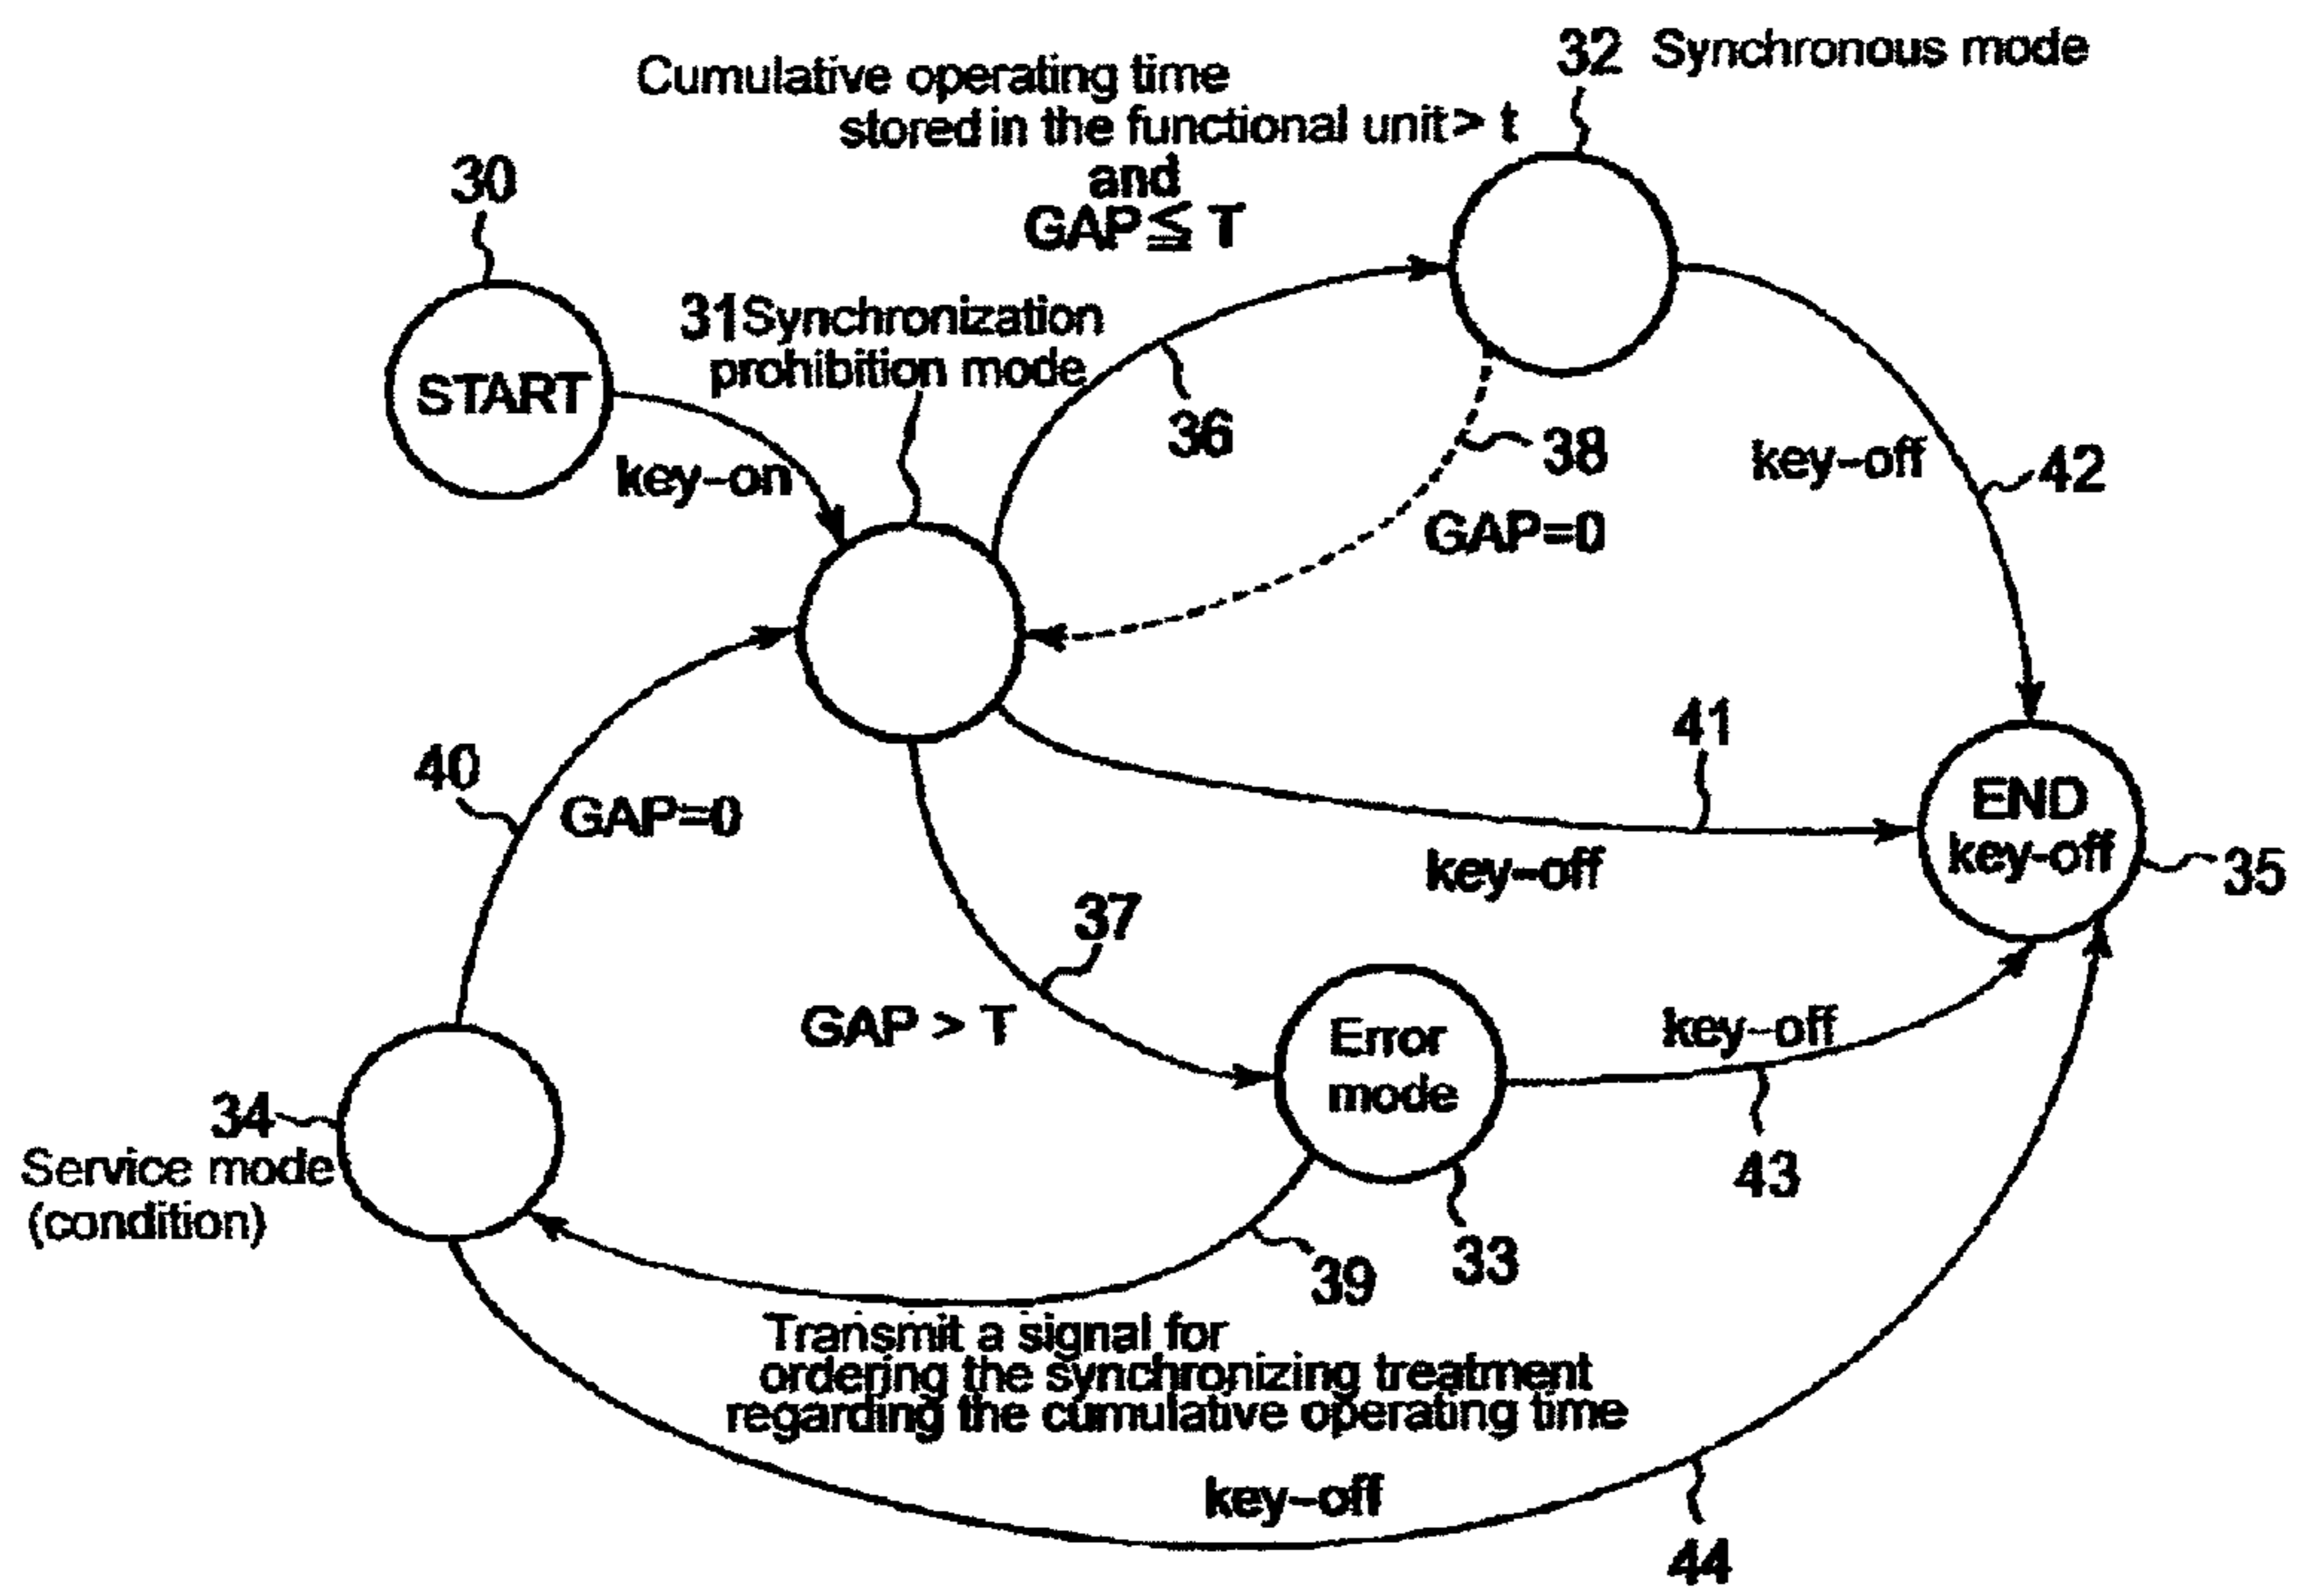 32 Synchronous mode
Cumulative operating time
stored in the functional unit > t
and
GAP≦ T
30
START
key-on
31 Synchronization
prohibition mode
36
38
GAP=0
key-off
42
40
GAP=0
41
key-off
END
key-off
35
37
GAP > T
Error
mode
key-off
43
33
34
Service mode
(condition)
39
Transmit a signal for
ordering the synchronizing treatment
regarding the cumulative operating time
key-off
44